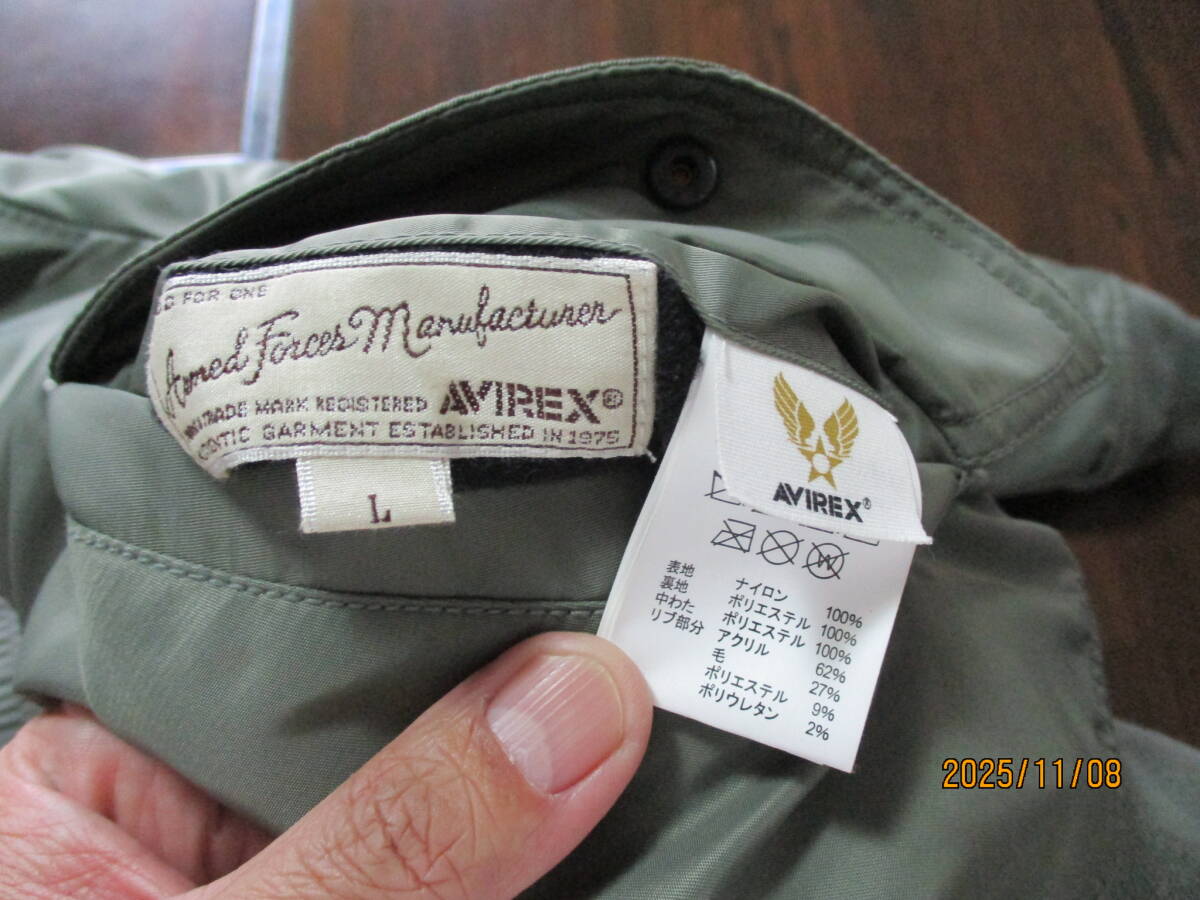 FOR ONE
Armed Forces Manufacturer
TRADE MARK REGISTERED AVIREX®
GARMENT ESTABLISHED IN 1975
L
AVIREX®
W
表地 ナイロン 100%
裏地 ポリエステル 100%
中わた ポリエステル 100%
リブ部分 アクリル 62%
毛 27%
ポリエステル 9%
ポリウレタン 2%
2025/11/08